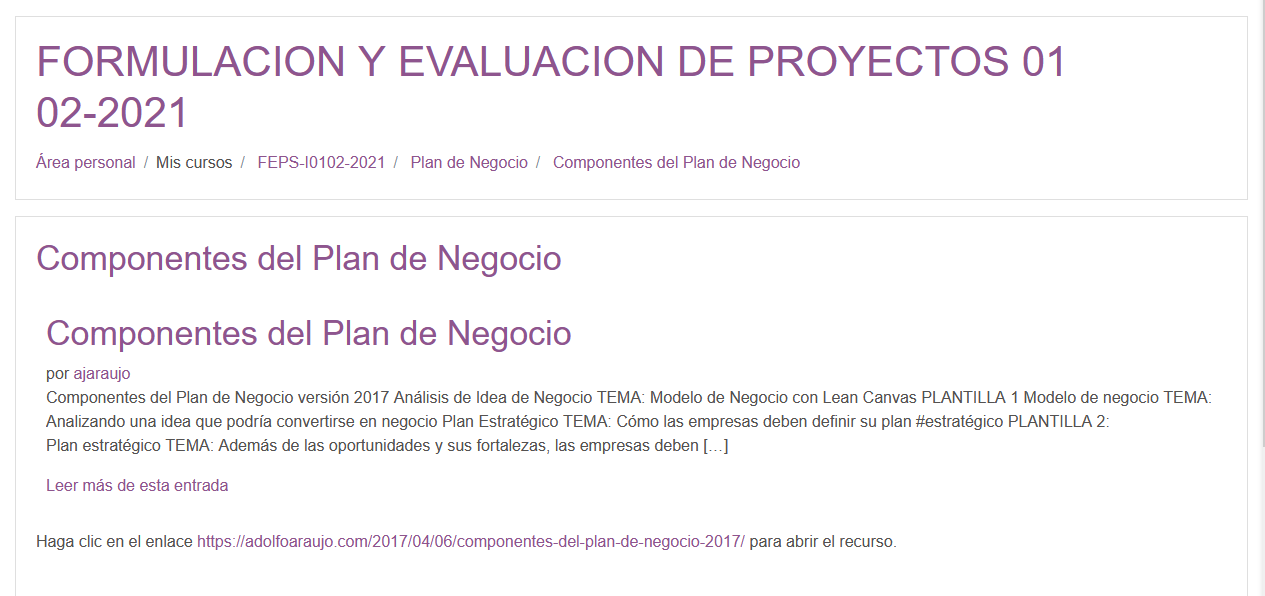 FORMULACION Y EVALUACION DE PROYECTOS 01
02-2021
Área personal / Mis cursos / FEPS-I0102-2021 / Plan de Negocio / Componentes del Plan de Negocio
Componentes del Plan de Negocio
Componentes del Plan de Negocio
por ajaraujo
Componentes del Plan de Negocio versión 2017 Análisis de Idea de Negocio TEMA: Modelo de Negocio con Lean Canvas PLANTILLA 1 Modelo de negocio TEMA:
Analizando una idea que podría convertirse en negocio Plan Estratégico TEMA: Cómo las empresas deben definir su plan #estratégico PLANTILLA 2:
Plan estratégico TEMA: Además de las oportunidades y sus fortalezas, las empresas deben […]
Leer más de esta entrada
Haga clic en el enlace https://adolfoaraujo.com/2017/04/06/componentes-del-plan-de-negocio-2017/ para abrir el recurso.